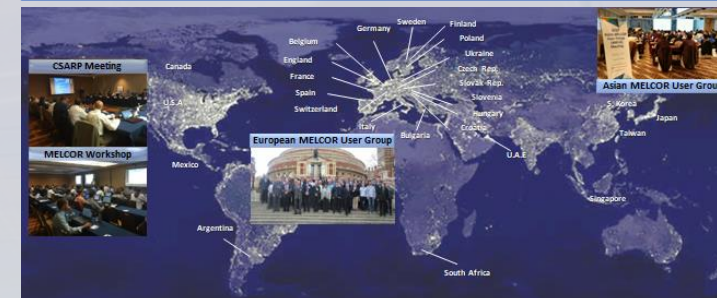 CSARP Meeting
MELCOR Workshop
Canada
U.S.A
Mexico
Argentina
Belgium
England
France
Spain
Switzerland
Germany
Sweden
Finland
Poland
Ukraine
Czech Rep.
Slovak Rep.
Slovenia
Hungary
Croatia
Italy
Bulgaria
U.A.E
European MELCOR User Group
South Africa
Asian MELCOR User Grou
S. Korea
Japan
Taiwan
Singapore